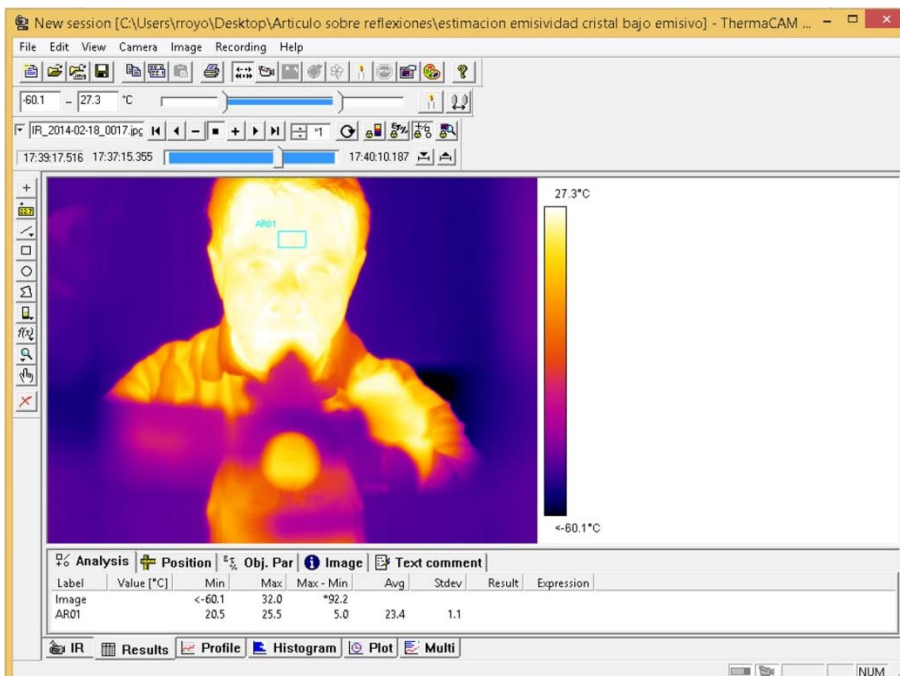 New session [C:\Users\rroyo\Desktop\Articulo sobre reflexiones\estimacion emisividad cristal bajo emisivo] - ThermaCAM ...
File Edit View Camera Image Recording Help
-60.1 - 27.3 °C
IR_2014-02-18_0017.jpg *1
17:39:17.516 17:37:15.355 17:40:10.187
27.3°C
AR01
<-60.1°C
Analysis Position Obj. Par Image Text comment
Label Value [°C] Min Max Max - Min Avg Stdev Result Expression
Image <-60.1 32.0 *92.2
AR01 20.5 25.5 5.0 23.4 1.1
IR Results Profile Histogram Plot Multi
NUM